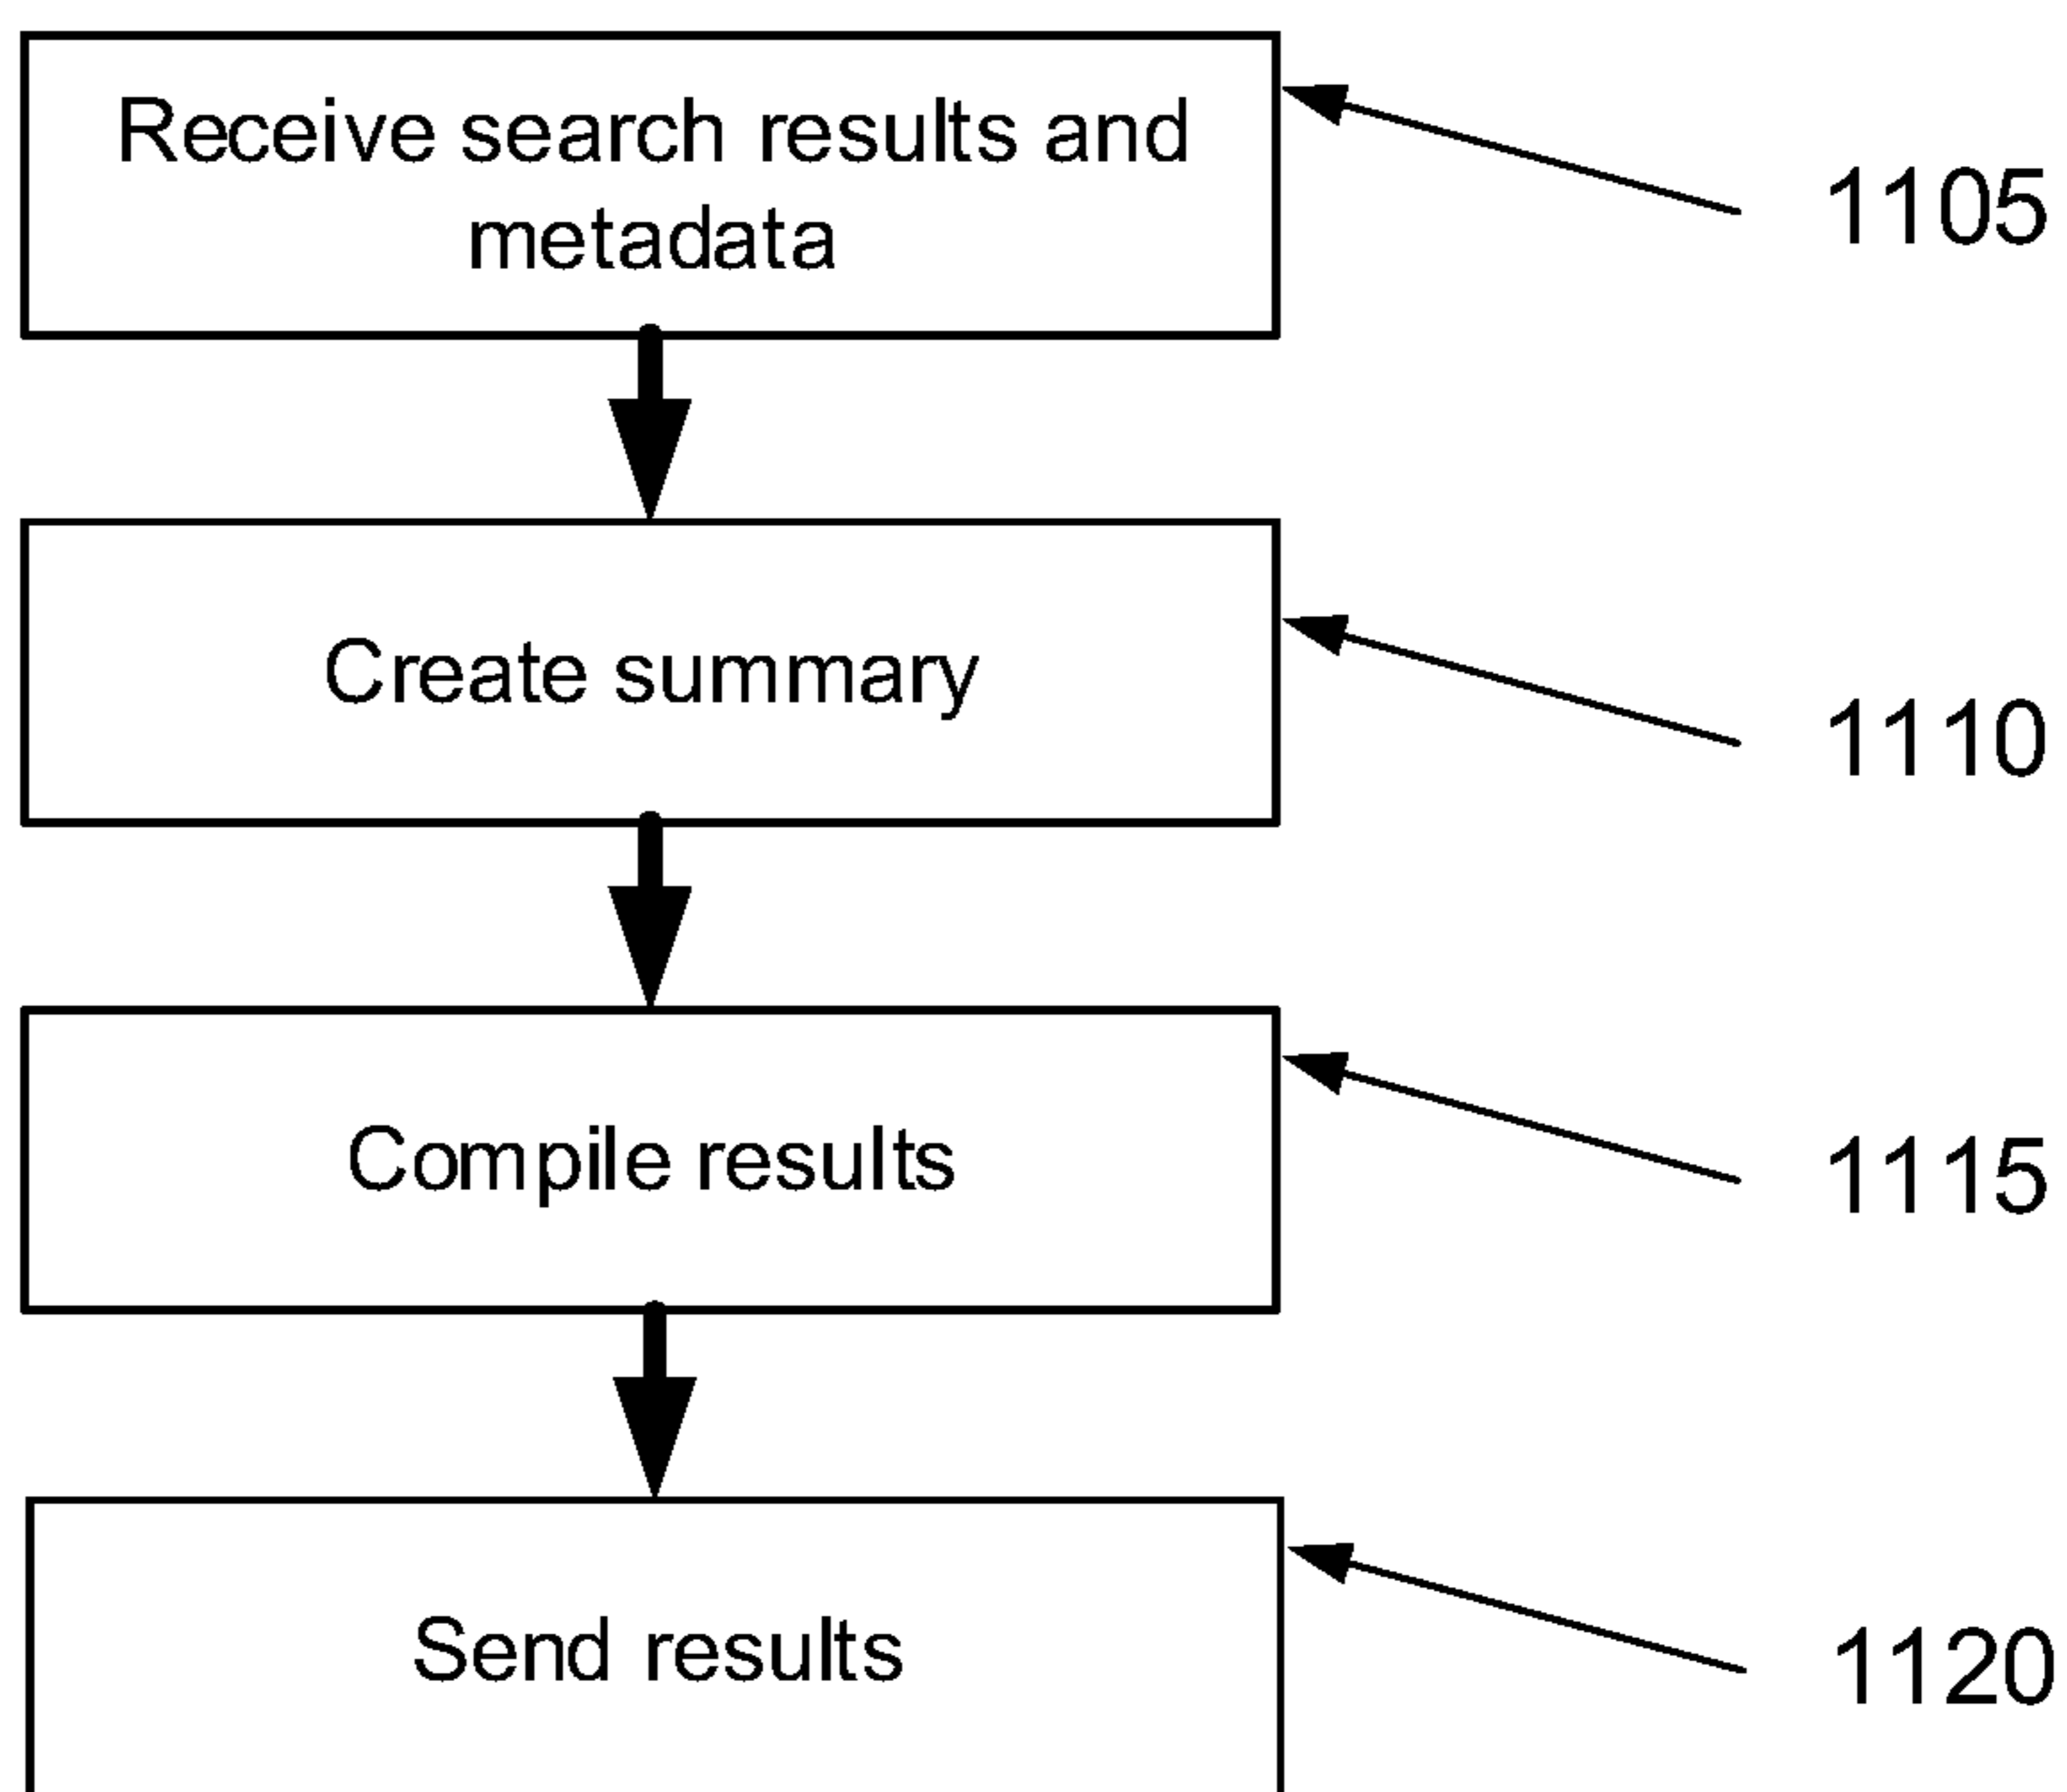 Receive search results and
metadata
1105
Create summary
1110
Compile results
1115
Send results
1120